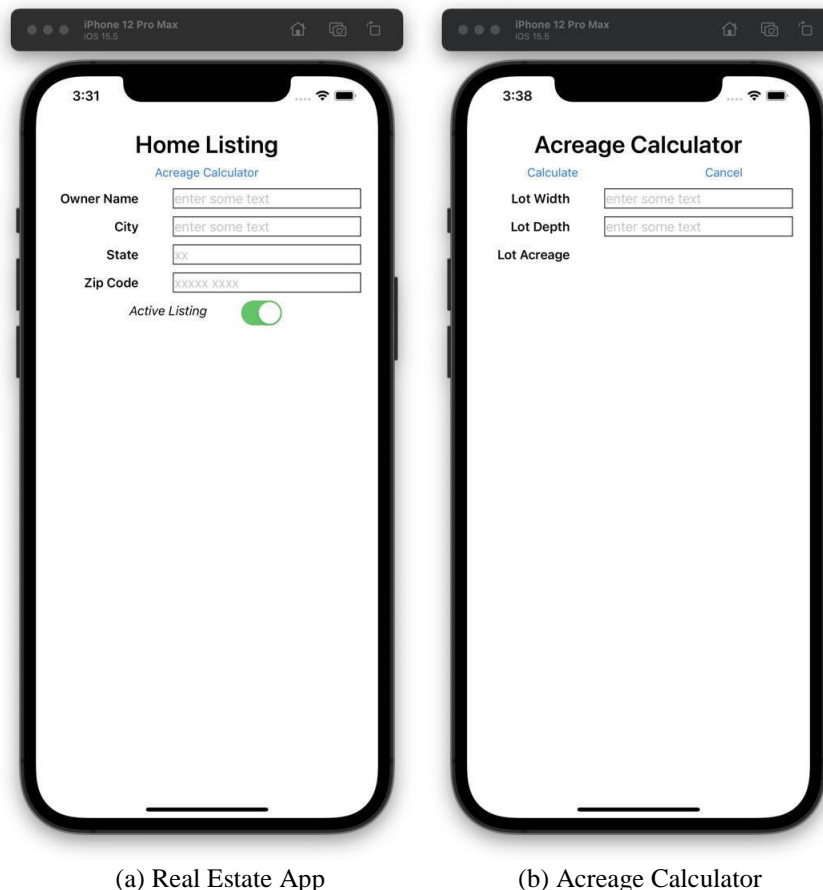 iPhone 12 Pro Max
iOS 15.5
3:31
Home Listing
Acreage Calculator
Owner Name enter some text
City enter some text
State xx
Zip Code xxxxx xxxx
Active Listing
(a) Real Estate App
iPhone 12 Pro Max
iOS 15.5
3:38
Acreage Calculator
Calculate Cancel
Lot Width enter some text
Lot Depth enter some text
Lot Acreage
(b) Acreage Calculator